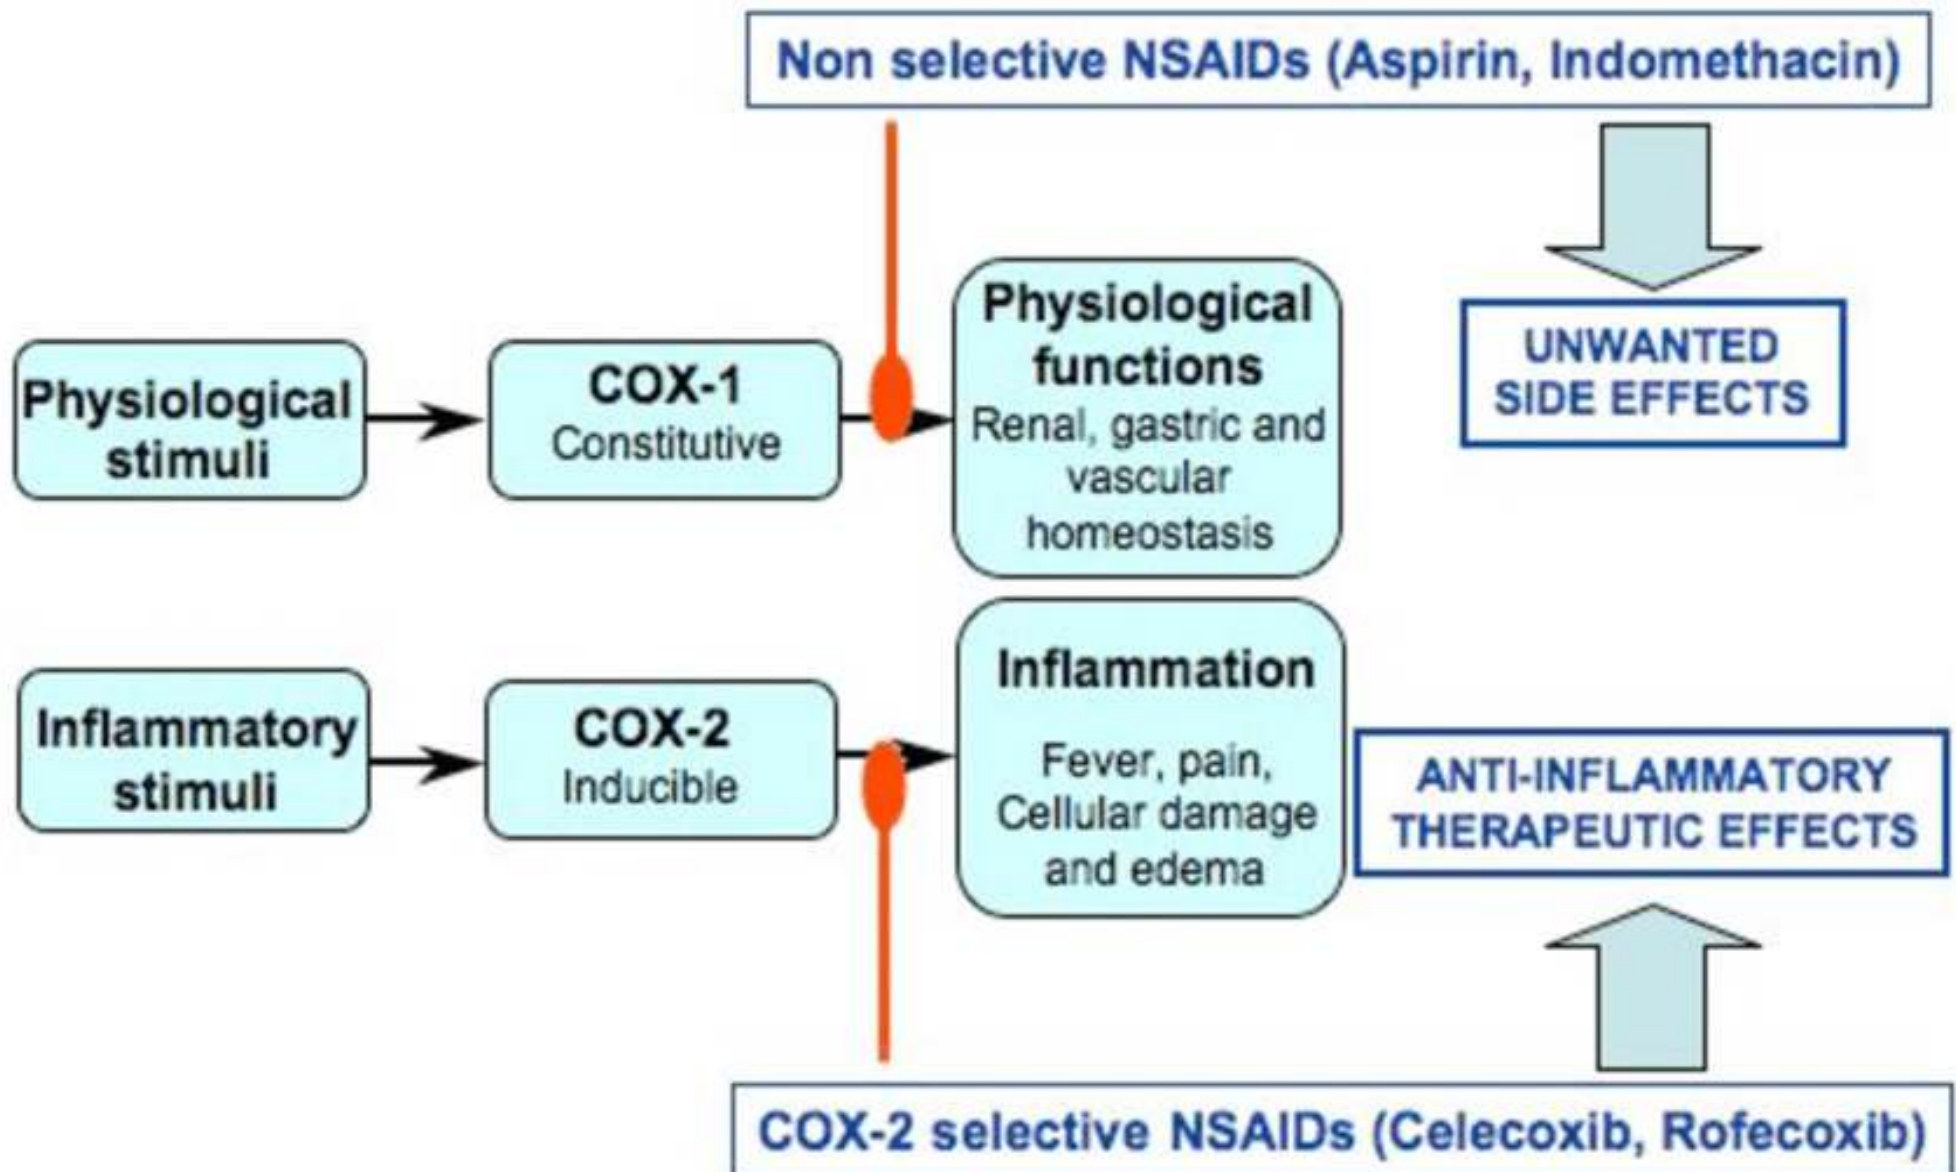 Non selective NSAIDs (Aspirin, Indomethacin)
Physiological
stimuli
COX-1
Constitutive
Physiological
functions
Renal, gastric and
vascular
homeostasis
UNWANTED
SIDE EFFECTS
Inflammatory
stimuli
COX-2
Inducible
Inflammation
Fever, pain,
Cellular damage
and edema
ANTI-INFLAMMATORY
THERAPEUTIC EFFECTS
COX-2 selective NSAIDs (Celecoxib, Rofecoxib)